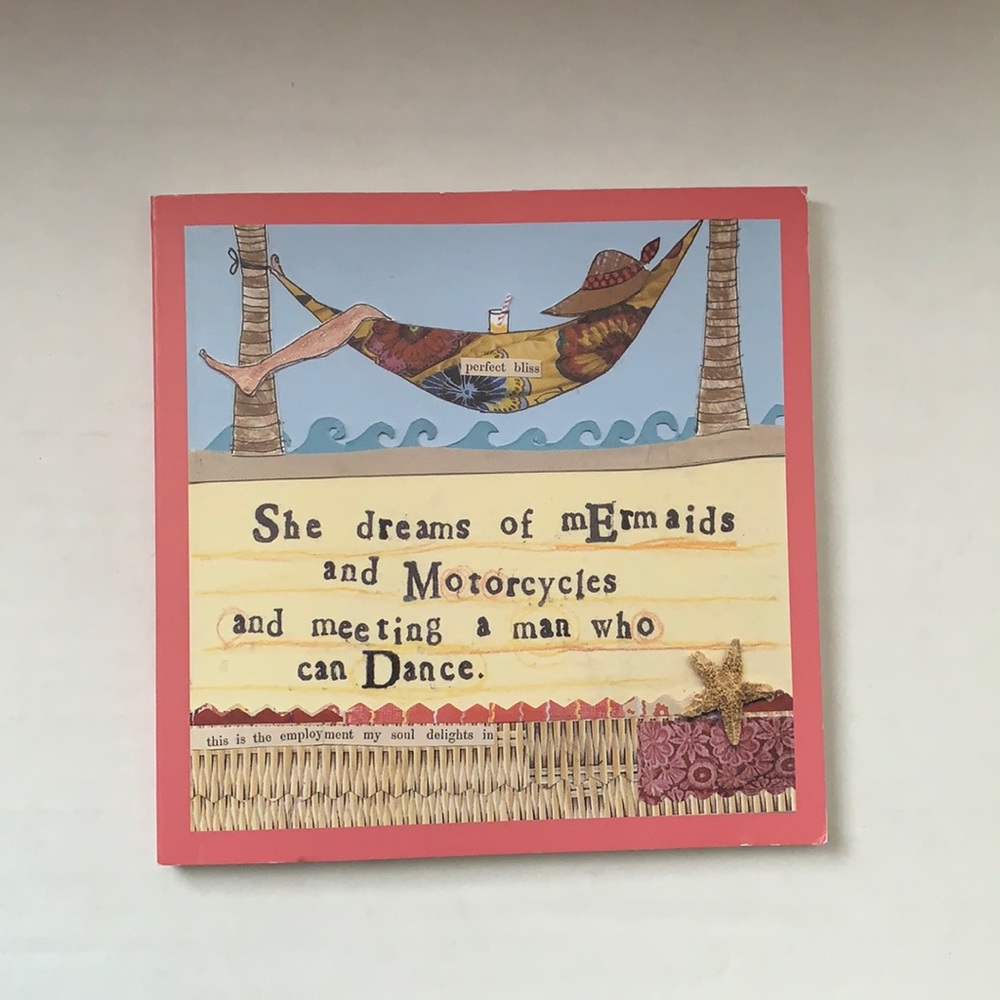 perfect bliss
She dreams of mErmaids
and Motorcycles
and meeting a man who
can Dance.
this is the employment my soul delights in